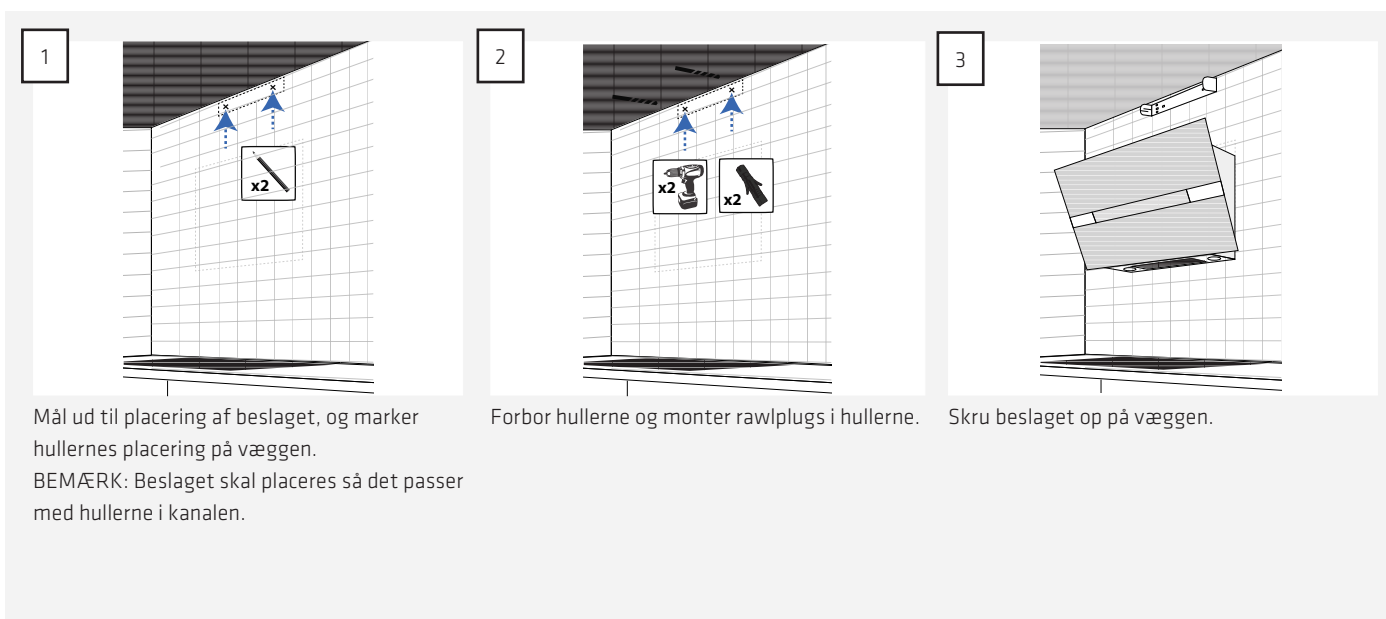 1
x2
Mål ud til placering af beslaget, og marker
hullernes placering på væggen.
BEMÆRK: Beslaget skal placeres så det passer
med hullerne i kanalen.
2
x2
x2
Forbor hullerne og monter rawlplugs i hullerne.
3
Skru beslaget op på væggen.